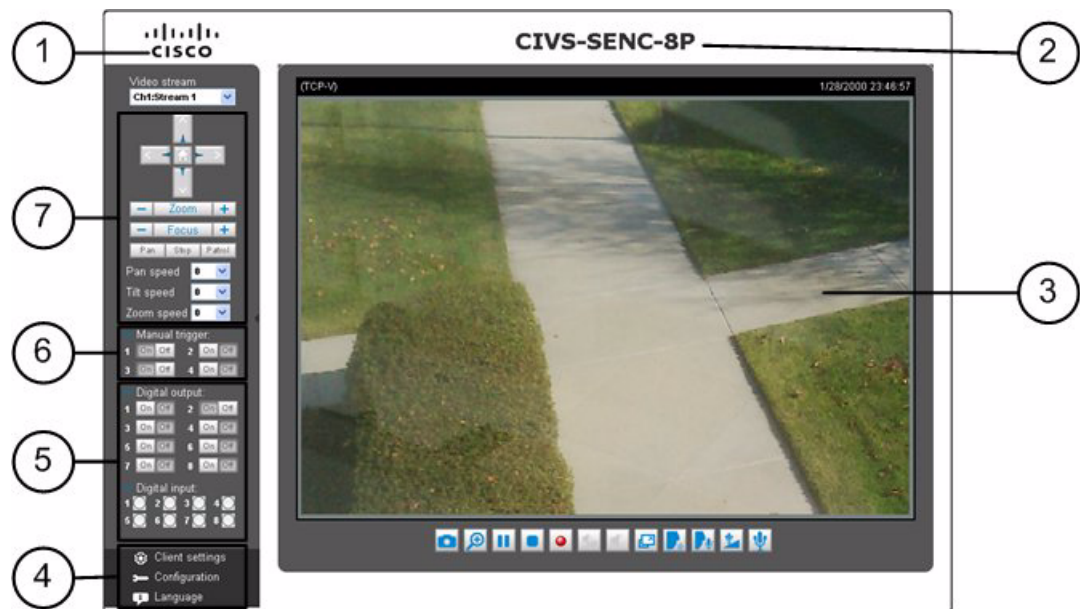 1
CISCO
CIVS-SENC-8P
2
Video stream
Ch1:Stream 1
(TCP-V)
1/28/2000 23:46:57
7
- Zoom +
- Focus +
Pan Stop Patrol
Pan speed 0
Tilt speed 0
Zoom speed 0
3
6
Manual trigger:
1 On Off 2 On Off
3 On Off 4 On Off
5
Digital output:
1 On Off 2 On Off
3 On Off 4 On Off
5 On Off 6 On Off
7 On Off 8 On Off
Digital input:
1 2 3 4
5 6 7 8
4
Client settings
Configuration
Language